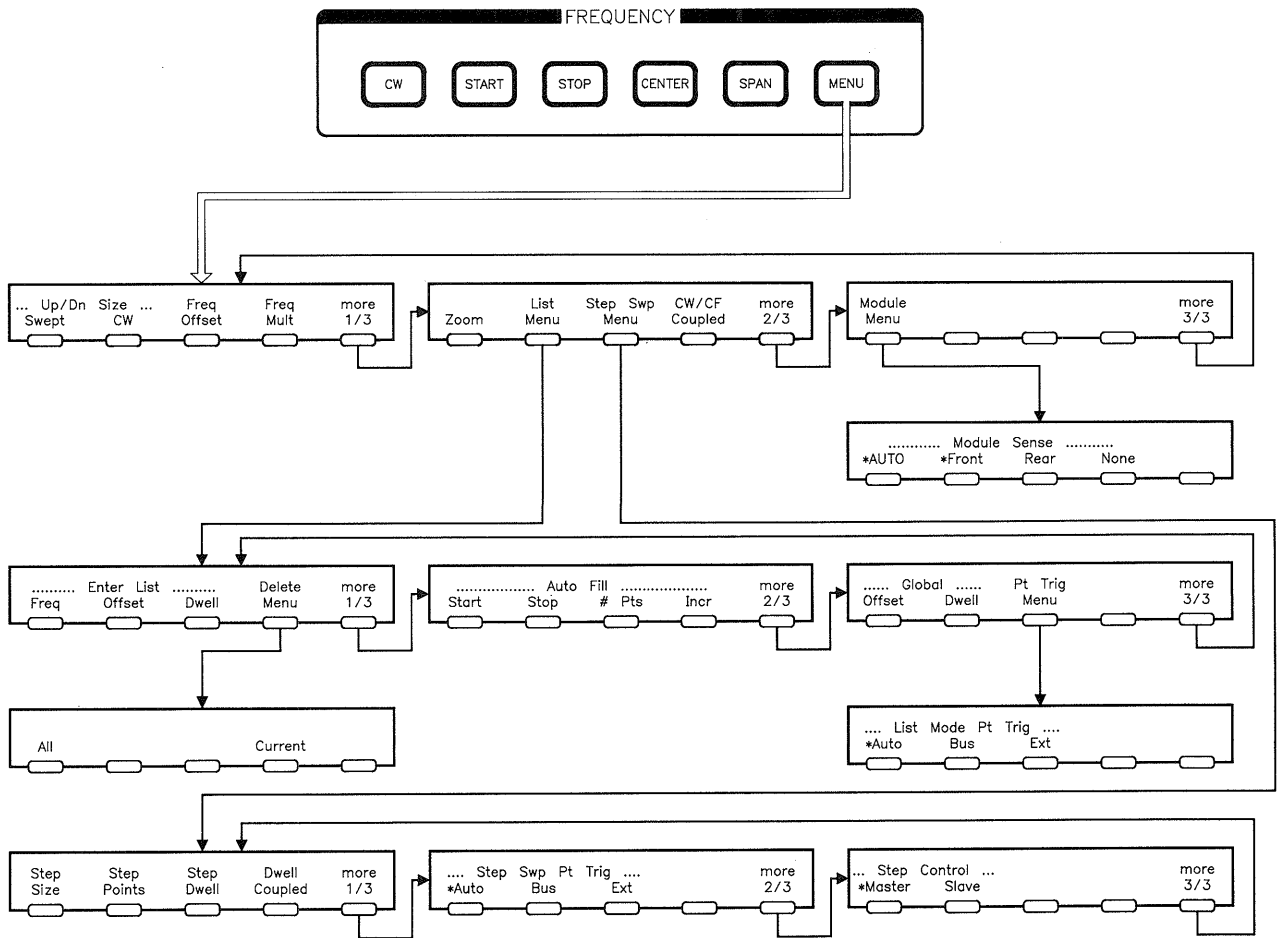 FREQUENCY
CW START STOP CENTER SPAN MENU
... Up/Dn Size ... Freq Freq more
Swept CW Offset Mult 1/3
List Step Swp CW/CF more
Zoom Menu Menu Coupled 2/3
Module more
Menu 3/3
............ Module Sense ...........
*AUTO *Front Rear None
.......... Enter List .......... Delete more
Freq Offset Dwell Menu 1/3
.................. Auto Fill .................... more
Start Stop # Pts Incr 2/3
...... Global ...... Pt Trig more
Offset Dwell Menu 3/3
All Current
.... List Mode Pt Trig ....
*Auto Bus Ext
Step Step Step Dwell more
Size Points Dwell Coupled 1/3
.... Step Swp Pt Trig .... more
*Auto Bus Ext 2/3
... Step Control ... more
*Master Slave 3/3